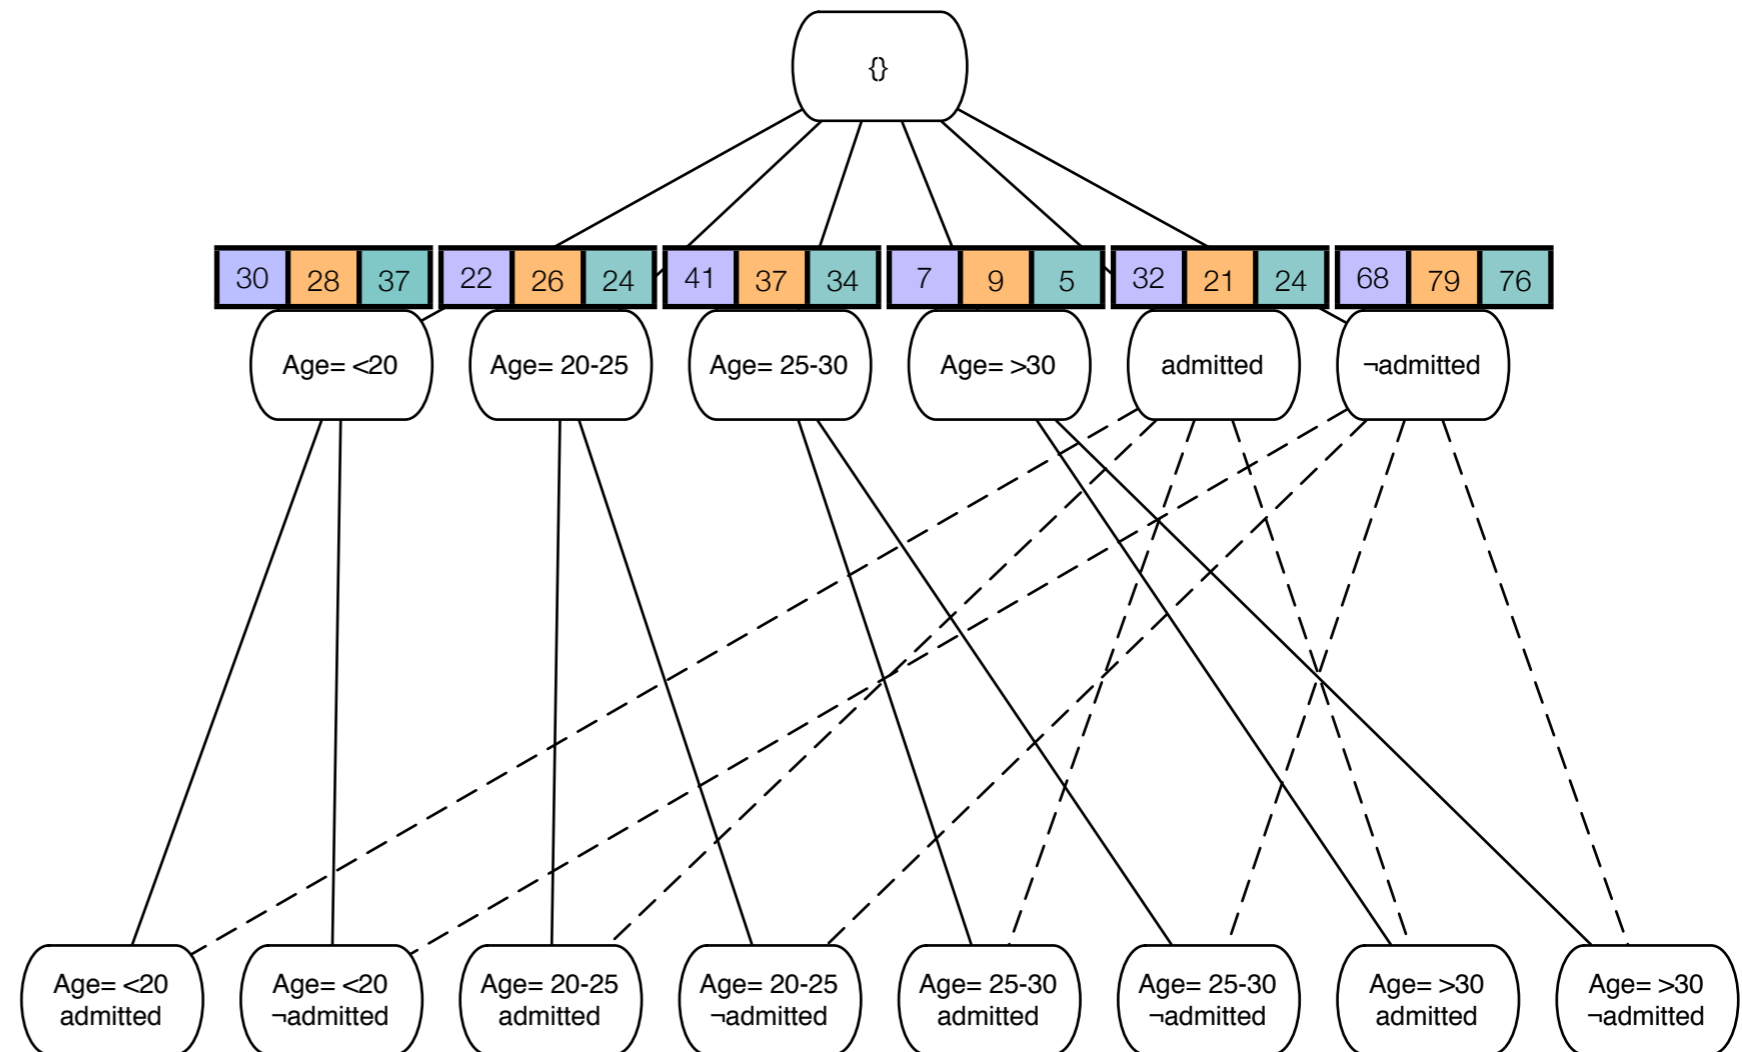 {}
30 28 37 22 26 24 41 37 34 7 9 5 32 21 24 68 79 76
Age= <20
Age= 20-25
Age= 25-30
Age= >30
admitted
¬admitted
Age= <20
admitted
Age= <20
¬admitted
Age= 20-25
admitted
Age= 20-25
¬admitted
Age= 25-30
admitted
Age= 25-30
¬admitted
Age= >30
admitted
Age= >30
¬admitted